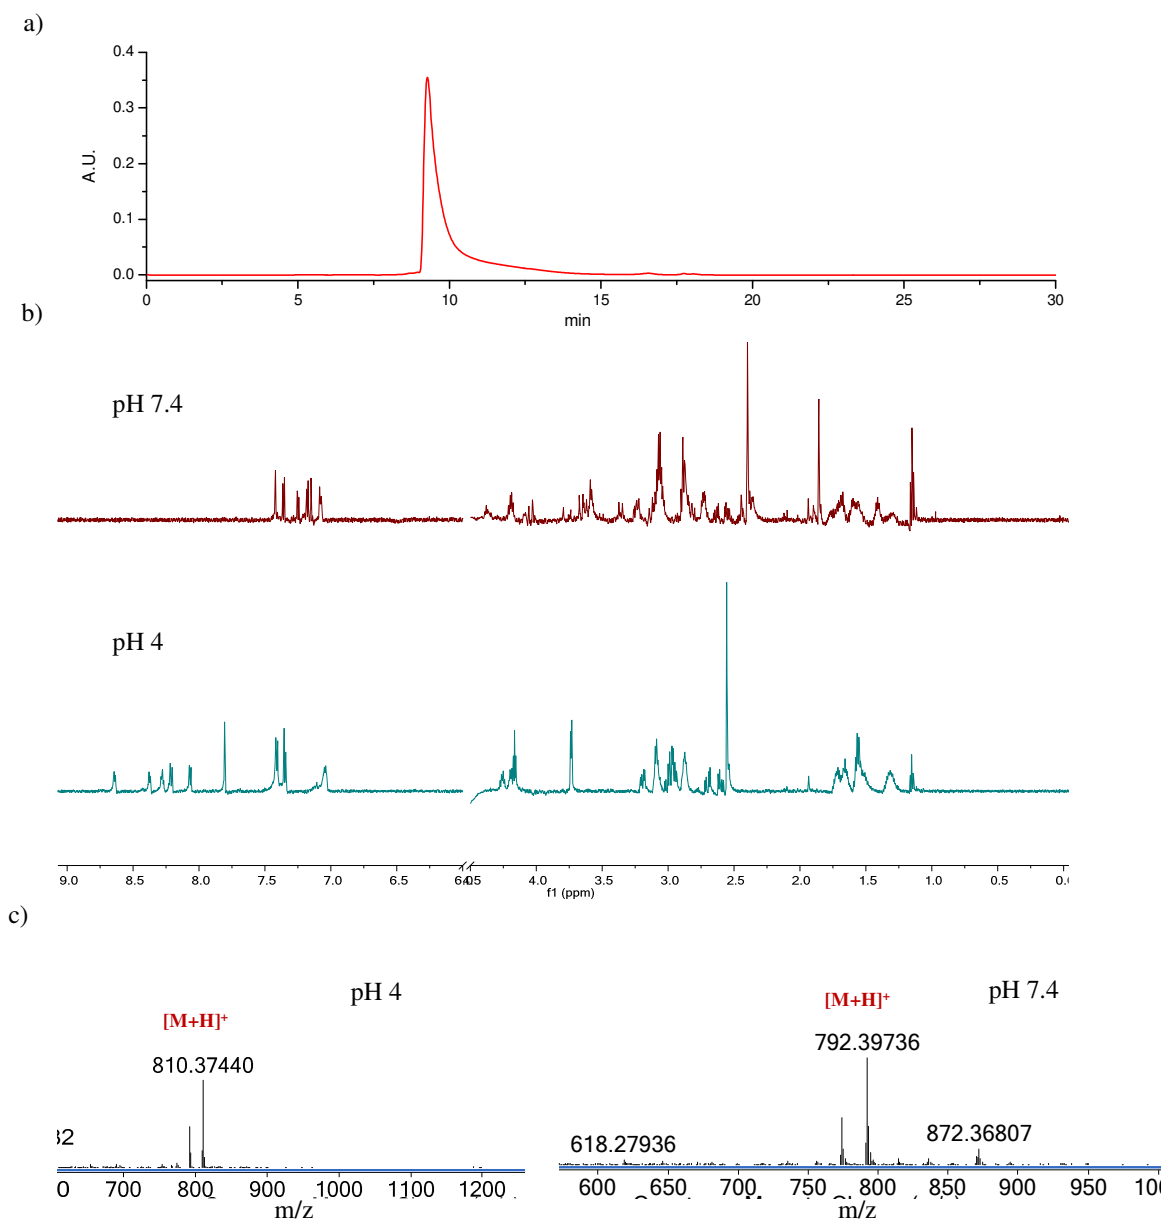 a)
0.4
0.3
0.2
0.1
0.0
A.U.
0 5 10 15 20 25 30
min
b)
pH 7.4
pH 4
9.0 8.5 8.0 7.5 7.0 6.5 4.0 3.5 3.0 2.5 2.0 1.5 1.0 0.5
f1 (ppm)
c)
pH 4
[M+H]+
810.37440
32
0 700 800 900 1000 1100 1200
m/z
pH 7.4
[M+H]+
792.39736
618.27936
872.36807
600 650 700 750 800 850 900 950
m/z